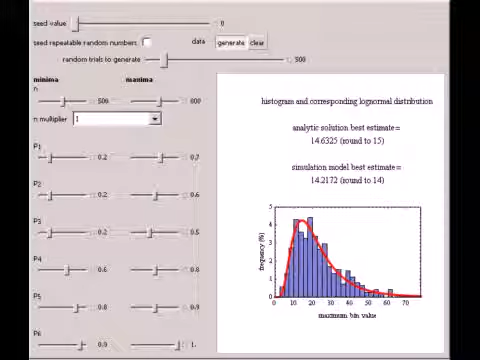 seed value 0
seed repeatable random numbers
data generate clear
random trials to generate 500
minima maxima
n
500 800
n multiplier 1
P1
0.2 0.7
P2
0.2 0.6
P3
0.2 0.5
P4
0.6 0.8
P5
0.8 0.9
P6
0.9 1.
histogram and corresponding lognormal distribution
analytic solution best estimate=
14.6325 (round to 15)
simulation model best estimate=
14.2172 (round to 14)
frequency (%)
5
4
3
2
1
0
0 10 20 30 40 50 60 70
maximum bin value